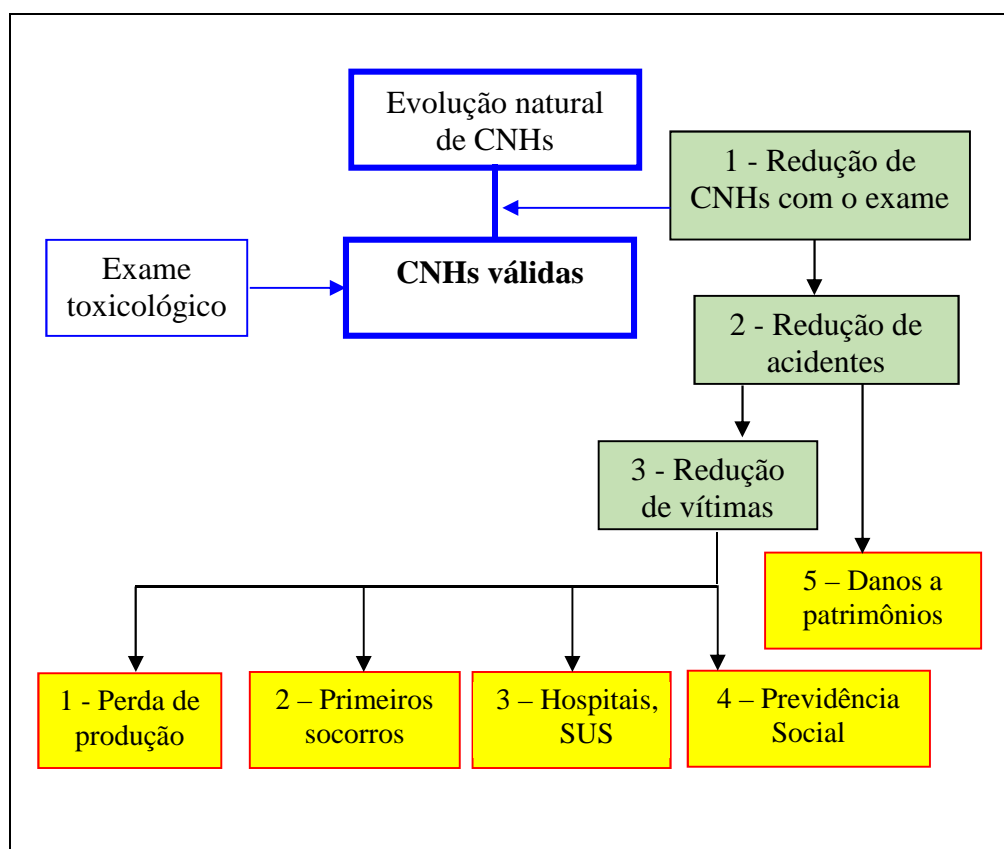 Evolução natural
de CNHs
1 - Redução de
CNHs com o exame
Exame
toxicológico
CNHs válidas
2 - Redução de
acidentes
3 - Redução
de vítimas
5 – Danos a
patrimônios
1 - Perda de
produção
2 – Primeiros
socorros
3 – Hospitais,
SUS
4 – Previdência
Social